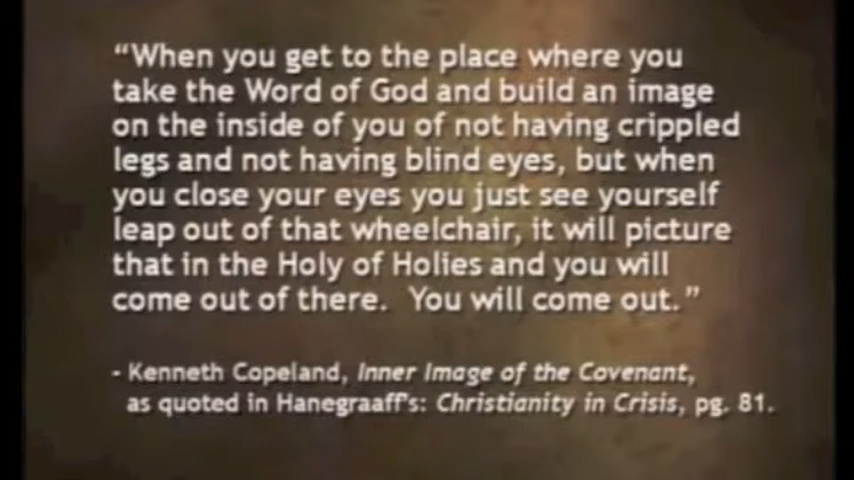 “When you get to the place where you
take the Word of God and build an image
on the inside of you of not having crippled
legs and not having blind eyes, but when
you close your eyes you just see yourself
leap out of that wheelchair, it will picture
that in the Holy of Holies and you will
come out of there.  You will come out.”
- Kenneth Copeland, Inner Image of the Covenant,
as quoted in Hanegraaff's: Christianity in Crisis, pg. 81.